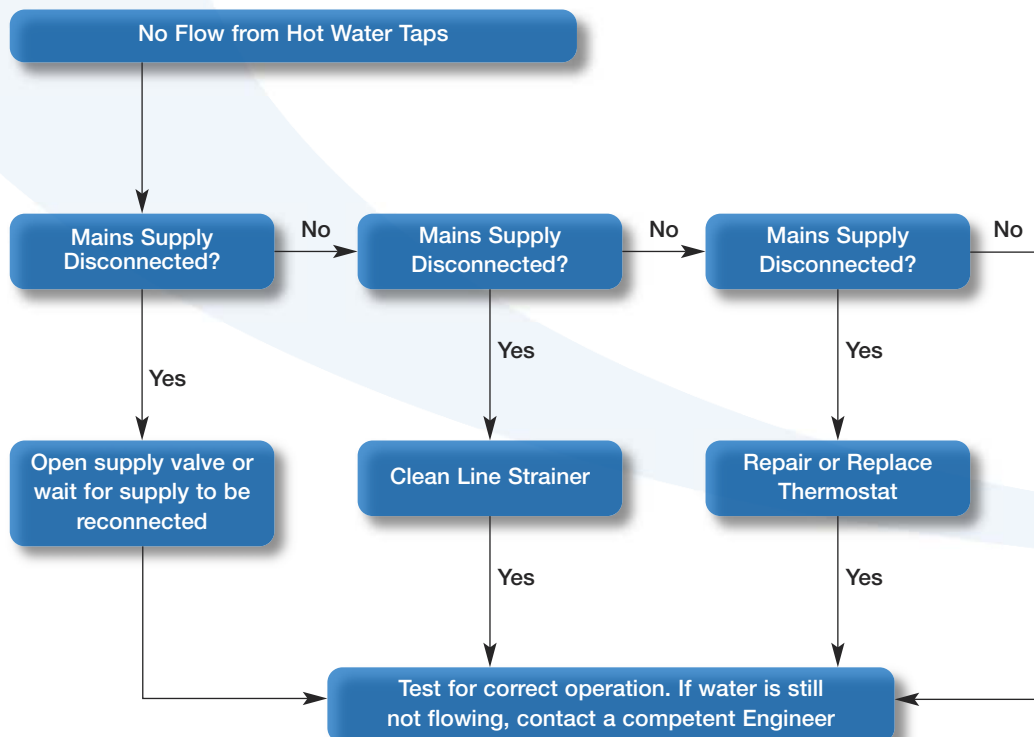 No Flow from Hot Water Taps
Mains Supply
Disconnected?
No
Mains Supply
Disconnected?
No
Mains Supply
Disconnected?
No
Yes
Yes
Yes
Open supply valve or
wait for supply to be
reconnected
Clean Line Strainer
Repair or Replace
Thermostat
Yes
Yes
Test for correct operation. If water is still
not flowing, contact a competent Engineer